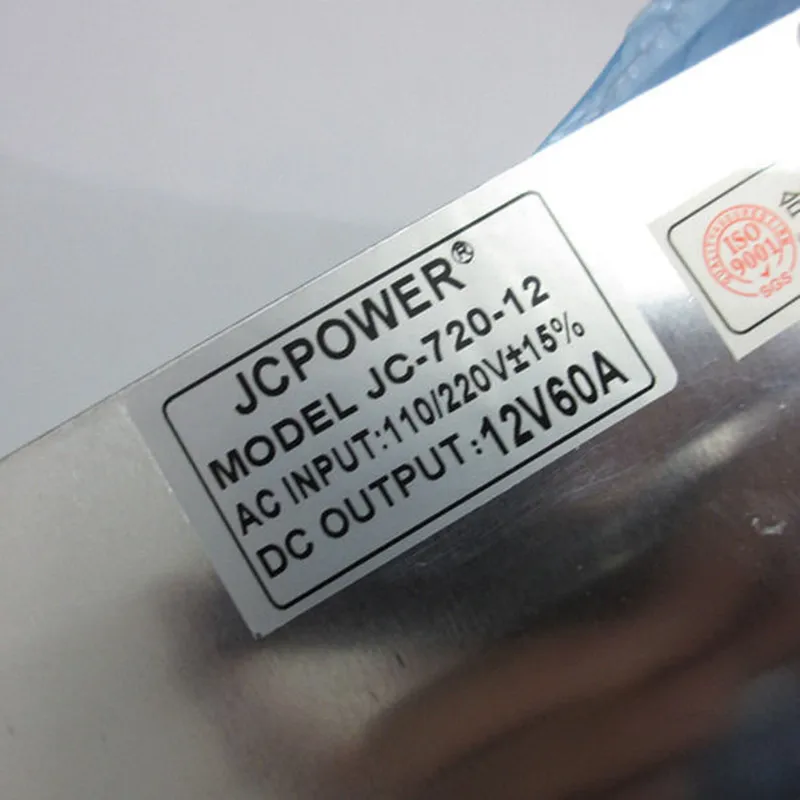 JCPOWER®
MODEL JC-720-12
AC INPUT:110/220V±15%
DC OUTPUT:12V60A
ISO
9001
SGS